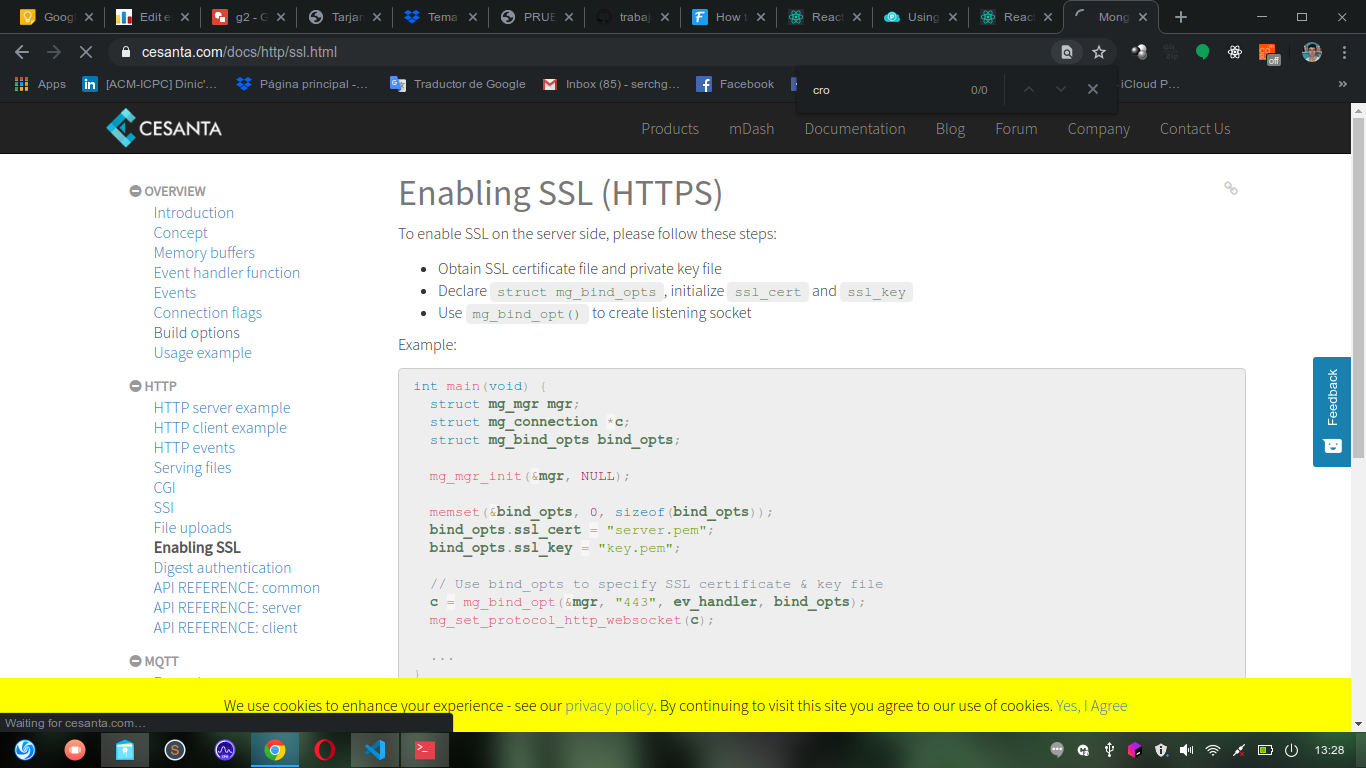 Googl
Edit e
g2 - G
Tarjan
Tema
PRUE
trabaj
How t
React
Using
React
Mong
cesanta.com/docs/http/ssl.html
Apps
[ACM-ICPC] Dinic'...
Página principal -...
Traductor de Google
Inbox (85) - serchg...
Facebook
iCloud P...
cro
0/0
off
CESANTA
Products
mDash
Documentation
Blog
Forum
Company
Contact Us
OVERVIEW
Introduction
Concept
Memory buffers
Event handler function
Events
Connection flags
Build options
Usage example
HTTP
HTTP server example
HTTP client example
HTTP events
Serving files
CGI
SSI
File uploads
Enabling SSL
Digest authentication
API REFERENCE: common
API REFERENCE: server
API REFERENCE: client
MQTT
Enabling SSL (HTTPS)
To enable SSL on the server side, please follow these steps:
• Obtain SSL certificate file and private key file
• Declare struct mg_bind_opts, initialize ssl_cert and ssl_key
• Use mg_bind_opt() to create listening socket
Example:
int main(void) {
struct mg_mgr mgr;
struct mg_connection *c;
struct mg_bind_opts bind_opts;
mg_mgr_init(&mgr, NULL);
memset(&bind_opts, 0, sizeof(bind_opts));
bind_opts.ssl_cert = "server.pem";
bind_opts.ssl_key = "key.pem";
// Use bind_opts to specify SSL certificate & key file
c = mg_bind_opt(&mgr, "443", ev_handler, bind_opts);
mg_set_protocol_http_websocket(c);
...
}
Feedback
We use cookies to enhance your experience - see our privacy policy. By continuing to visit this site you agree to our use of cookies. Yes, I Agree
Waiting for cesanta.com...
13:28